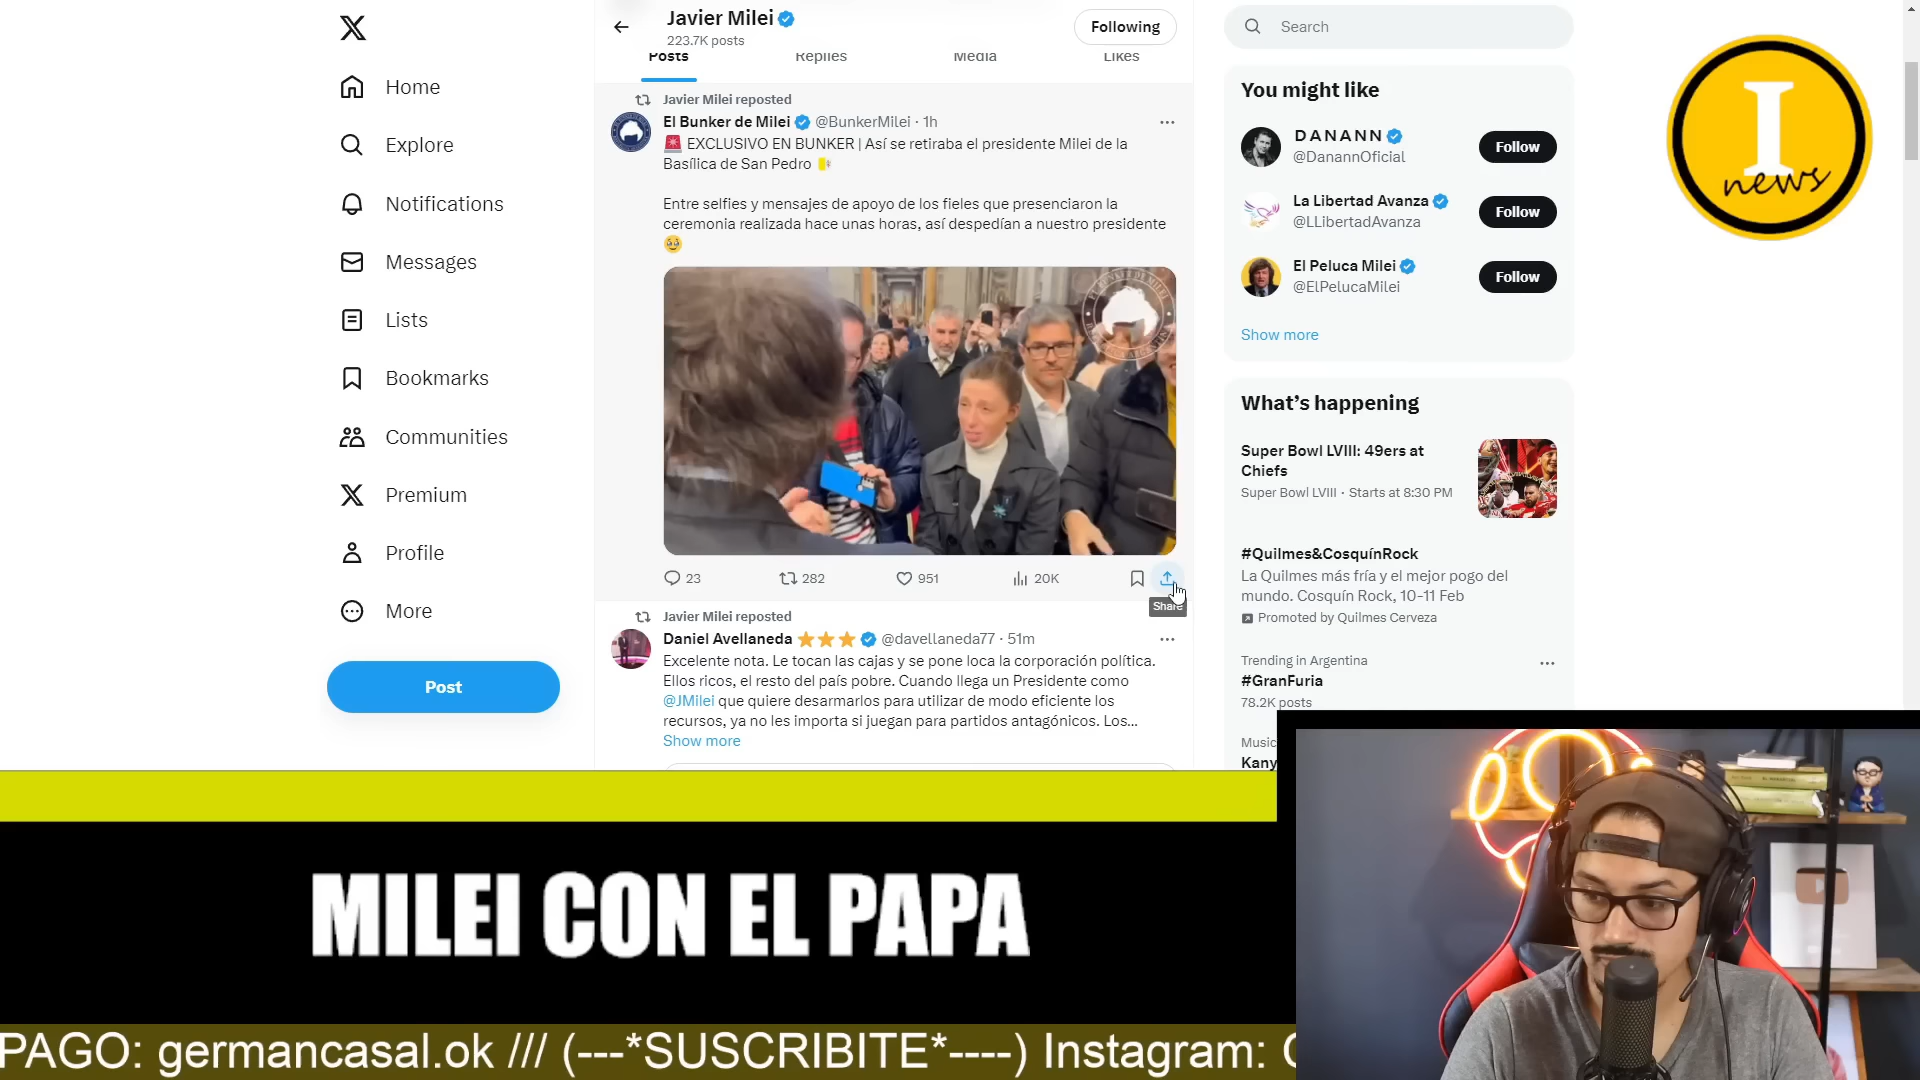 Javier Milei
223.7K posts
Following
Posts
Replies
Media
Likes
Home
Explore
Notifications
Messages
Lists
Bookmarks
Communities
Premium
Profile
More
Post
Javier Milei reposted
El Bunker de Milei @BunkerMilei · 1h
🚨 EXCLUSIVO EN BUNKER | Así se retiraba el presidente Milei de la
Basílica de San Pedro 🇻🇦
Entre selfies y mensajes de apoyo de los fieles que presenciaron la
ceremonia realizada hace unas horas, así despedían a nuestro presidente
🥹
EL BUNKER DE MILEI
23
282
951
20K
Share
Javier Milei reposted
Daniel Avellaneda ⭐⭐⭐ @davellaneda77 · 51m
Excelente nota. Le tocan las cajas y se pone loca la corporación política.
Ellos ricos, el resto del país pobre. Cuando llega un Presidente como
@JMilei que quiere desarmarlos para utilizar de modo eficiente los
recursos, ya no les importa si juegan para partidos antagónicos. Los...
Show more
Search
You might like
DANANN
@DanannOficial
Follow
La Libertad Avanza
@LLibertadAvanza
Follow
El Peluca Milei
@ElPelucaMilei
Follow
Show more
What's happening
Super Bowl LVIII: 49ers at
Chiefs
Super Bowl LVIII · Starts at 8:30 PM
#Quilmes&CosquínRock
La Quilmes más fría y el mejor pogo del
mundo. Cosquín Rock, 10-11 Feb
Promoted by Quilmes Cerveza
Trending in Argentina
#GranFuria
78.2K posts
Music
Kany
I
news
MILEI CON EL PAPA
PAGO: germancasal.ok /// (---*SUSCRIBITE*----) Instagram: